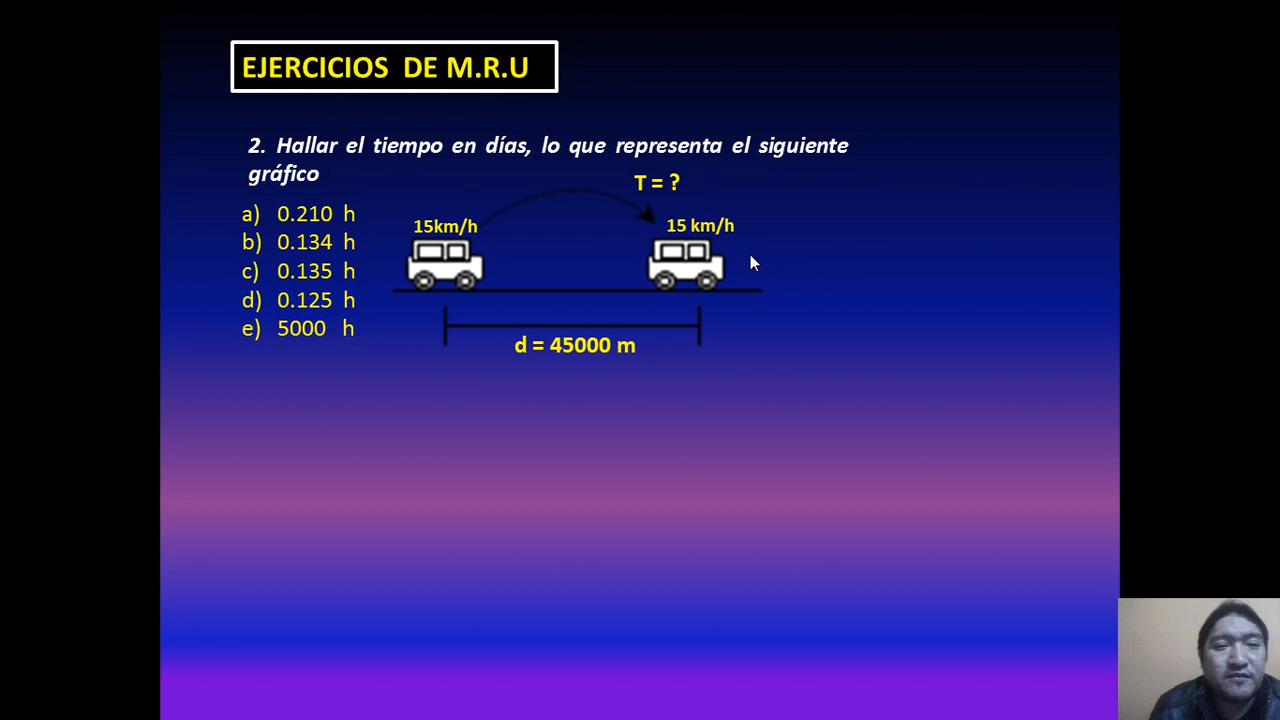 EJERCICIOS DE M.R.U
2. Hallar el tiempo en días, lo que representa el siguiente
gráfico
T = ?
a) 0.210 h
b) 0.134 h
c) 0.135 h
d) 0.125 h
e) 5000 h
15km/h
15 km/h
d = 45000 m